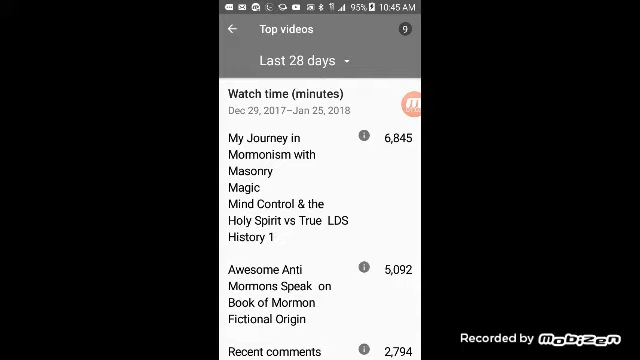 95% 10:45 AM
Top videos
9
Last 28 days
Watch time (minutes)
Dec 29, 2017–Jan 25, 2018
My Journey in 6,845
Mormonism with
Masonry
Magic
Mind Control & the
Holy Spirit vs True LDS
History 1
Awesome Anti 5,092
Mormons Speak on
Book of Mormon
Fictional Origin
Recent comments 2,794
Recorded by Mobizen